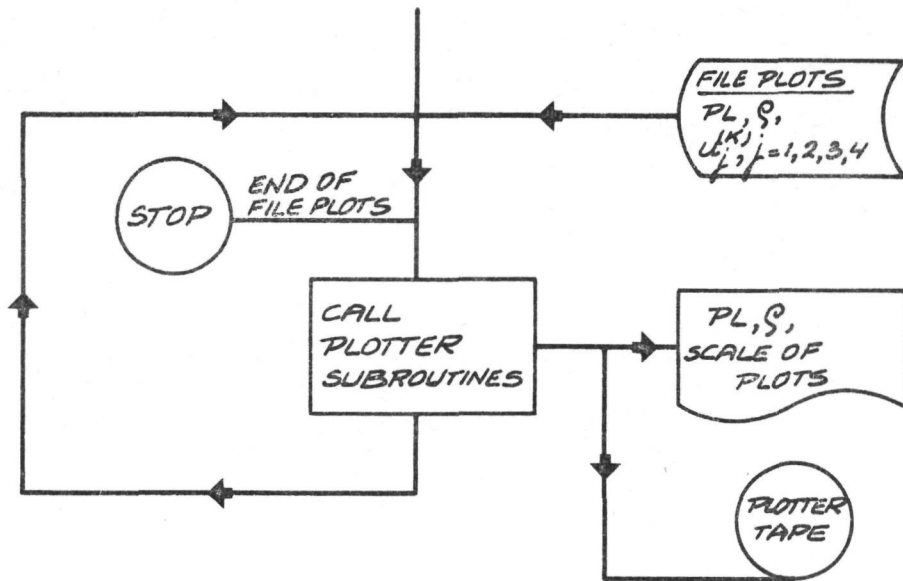 FILE PLOTS
PL, ρ,
u_j^(K), j=1,2,3,4
END OF
FILE PLOTS
STOP
CALL
PLOTTER
SUBROUTINES
PL, ρ,
SCALE OF
PLOTS
PLOTTER
TAPE